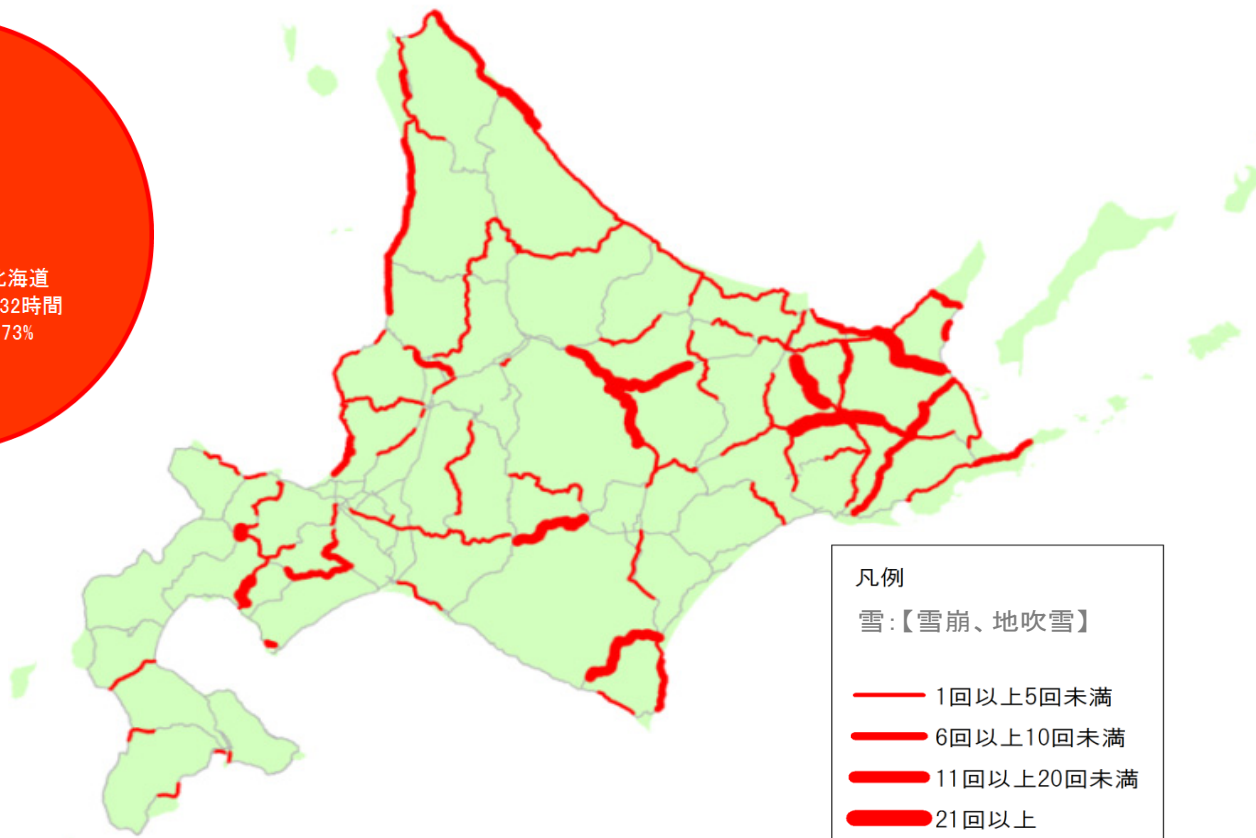 北海道
32時間
73%
凡例
雪:【雪崩、地吹雪】
1回以上5回未満
6回以上10回未満
11回以上20回未満
21回以上